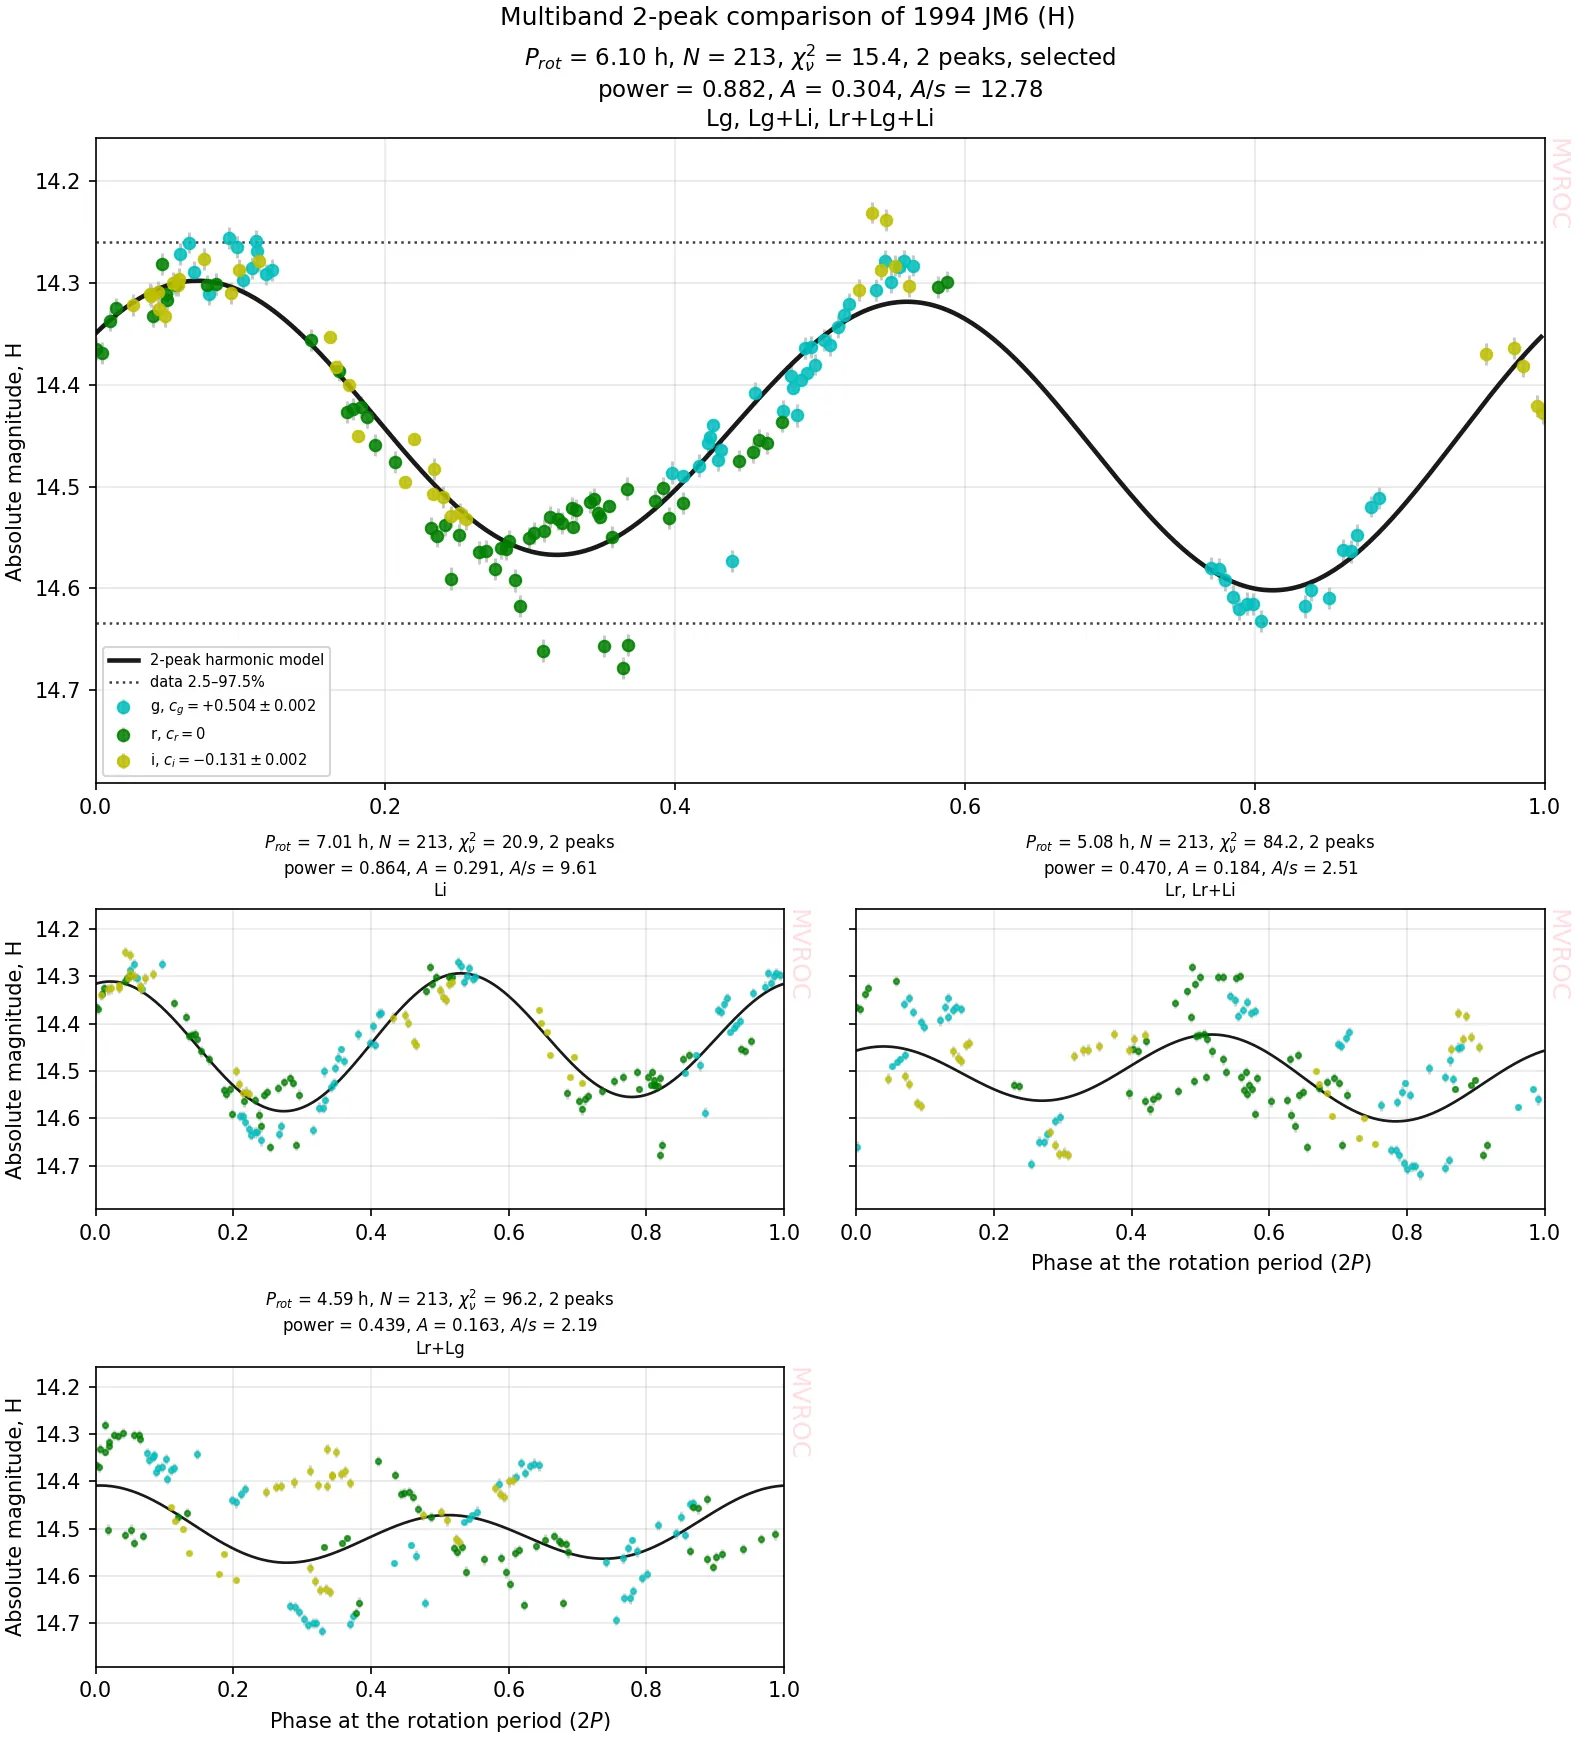 Multiband 2-peak comparison of 1994 JM6 (H)
P_rot = 6.10 h, N = 213, χ²_ν = 15.4, 2 peaks, selected
power = 0.882, A = 0.304, A/s = 12.78
Lg, Lg+Li, Lr+Lg+Li
MVROC
Absolute magnitude, H
14.2
14.3
14.4
14.5
14.6
14.7
2-peak harmonic model
data 2.5–97.5%
g, c_g = +0.504 ± 0.002
r, c_r = 0
i, c_i = −0.131 ± 0.002
0.0 0.2 0.4 0.6 0.8 1.0
P_rot = 7.01 h, N = 213, χ²_ν = 20.9, 2 peaks
power = 0.864, A = 0.291, A/s = 9.61
Li
MVROC
Absolute magnitude, H
14.2
14.3
14.4
14.5
14.6
14.7
0.0 0.2 0.4 0.6 0.8 1.0
P_rot = 5.08 h, N = 213, χ²_ν = 84.2, 2 peaks
power = 0.470, A = 0.184, A/s = 2.51
Lr, Lr+Li
MVROC
0.0 0.2 0.4 0.6 0.8 1.0
Phase at the rotation period (2P)
P_rot = 4.59 h, N = 213, χ²_ν = 96.2, 2 peaks
power = 0.439, A = 0.163, A/s = 2.19
Lr+Lg
MVROC
Absolute magnitude, H
14.2
14.3
14.4
14.5
14.6
14.7
0.0 0.2 0.4 0.6 0.8 1.0
Phase at the rotation period (2P)